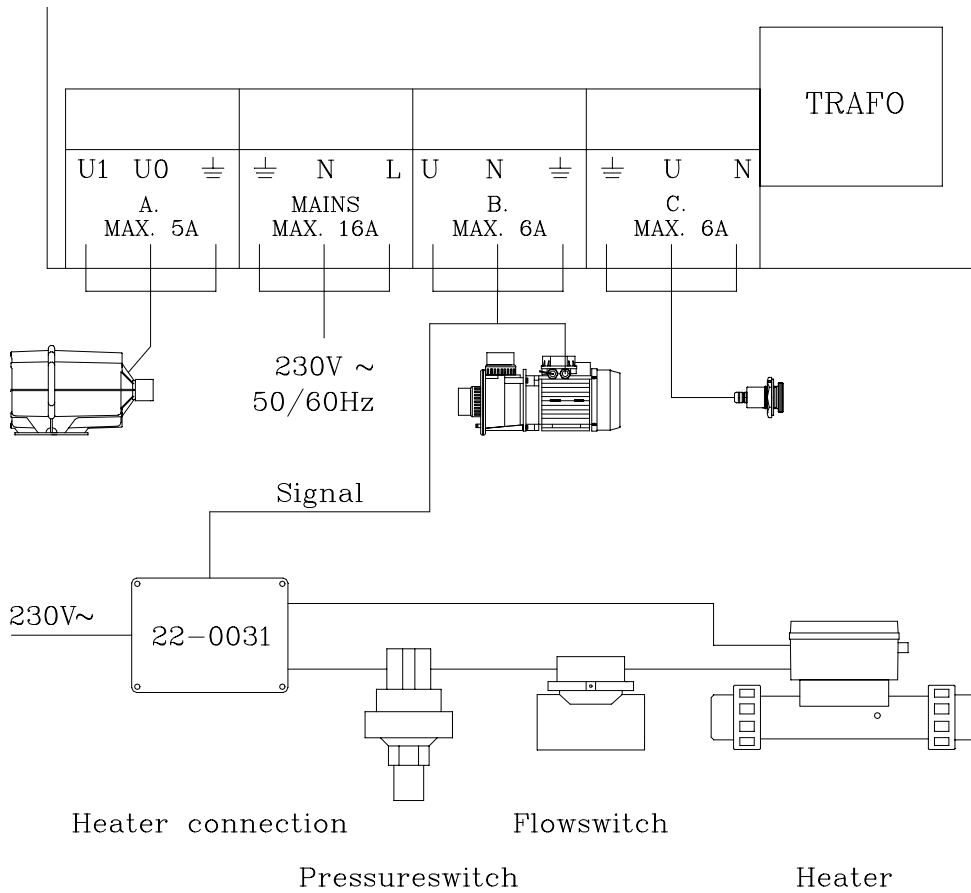 TRAFO
U1 U0 ⏚ ⏚ N L U N ⏚ ⏚ U N
A. MAINS B. C.
MAX. 5A MAX. 16A MAX. 6A MAX. 6A
230V ~
50/60Hz
Signal
230V~
22-0031
Heater connection Flowswitch
Pressureswitch Heater